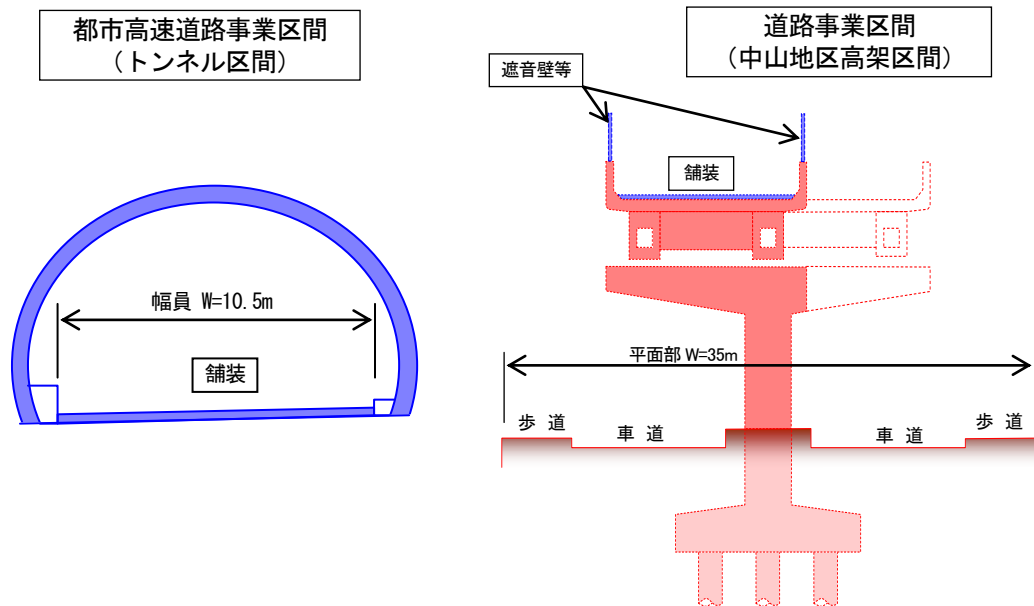 都市高速道路事業区間
（トンネル区間）
幅員 W=10.5m
舗装
道路事業区間
（中山地区高架区間）
遮音壁等
舗装
平面部 W=35m
歩 道
車 道
車 道
歩 道